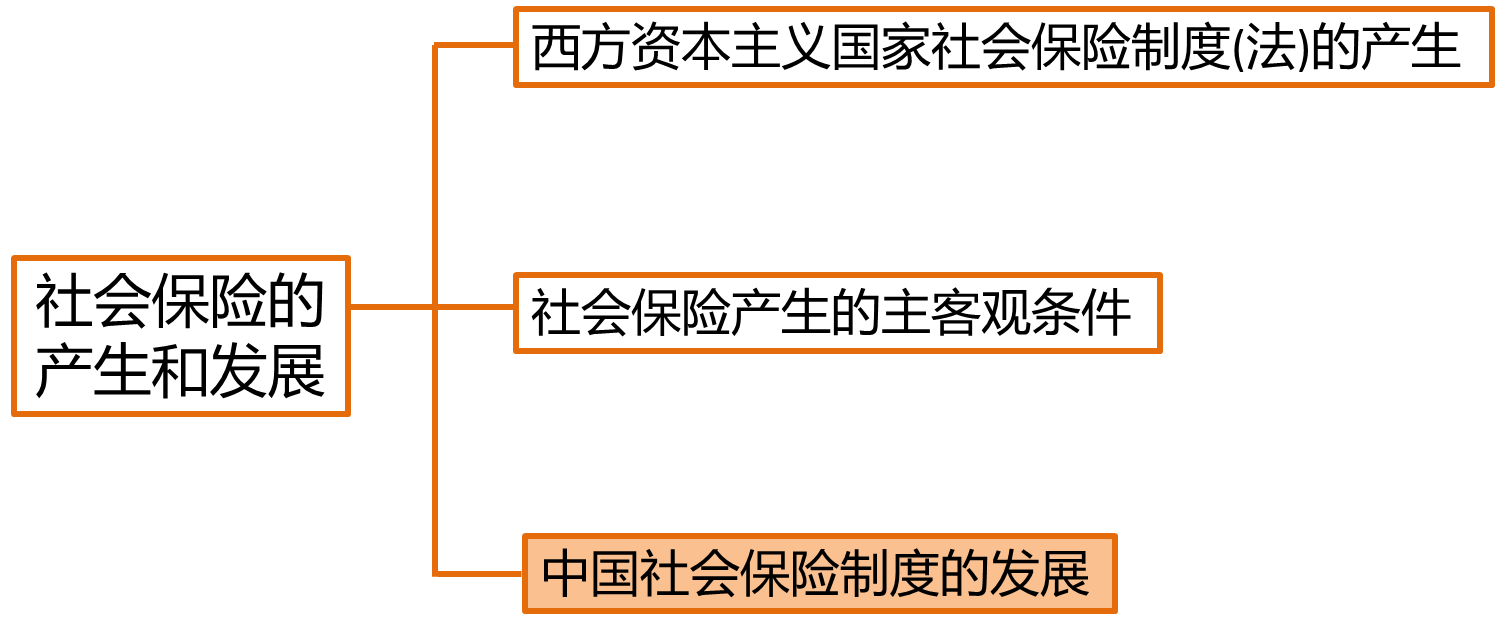 西方资本主义国家社会保险制度(法)的产生
社会保险的
产生和发展
社会保险产生的主客观条件
中国社会保险制度的发展